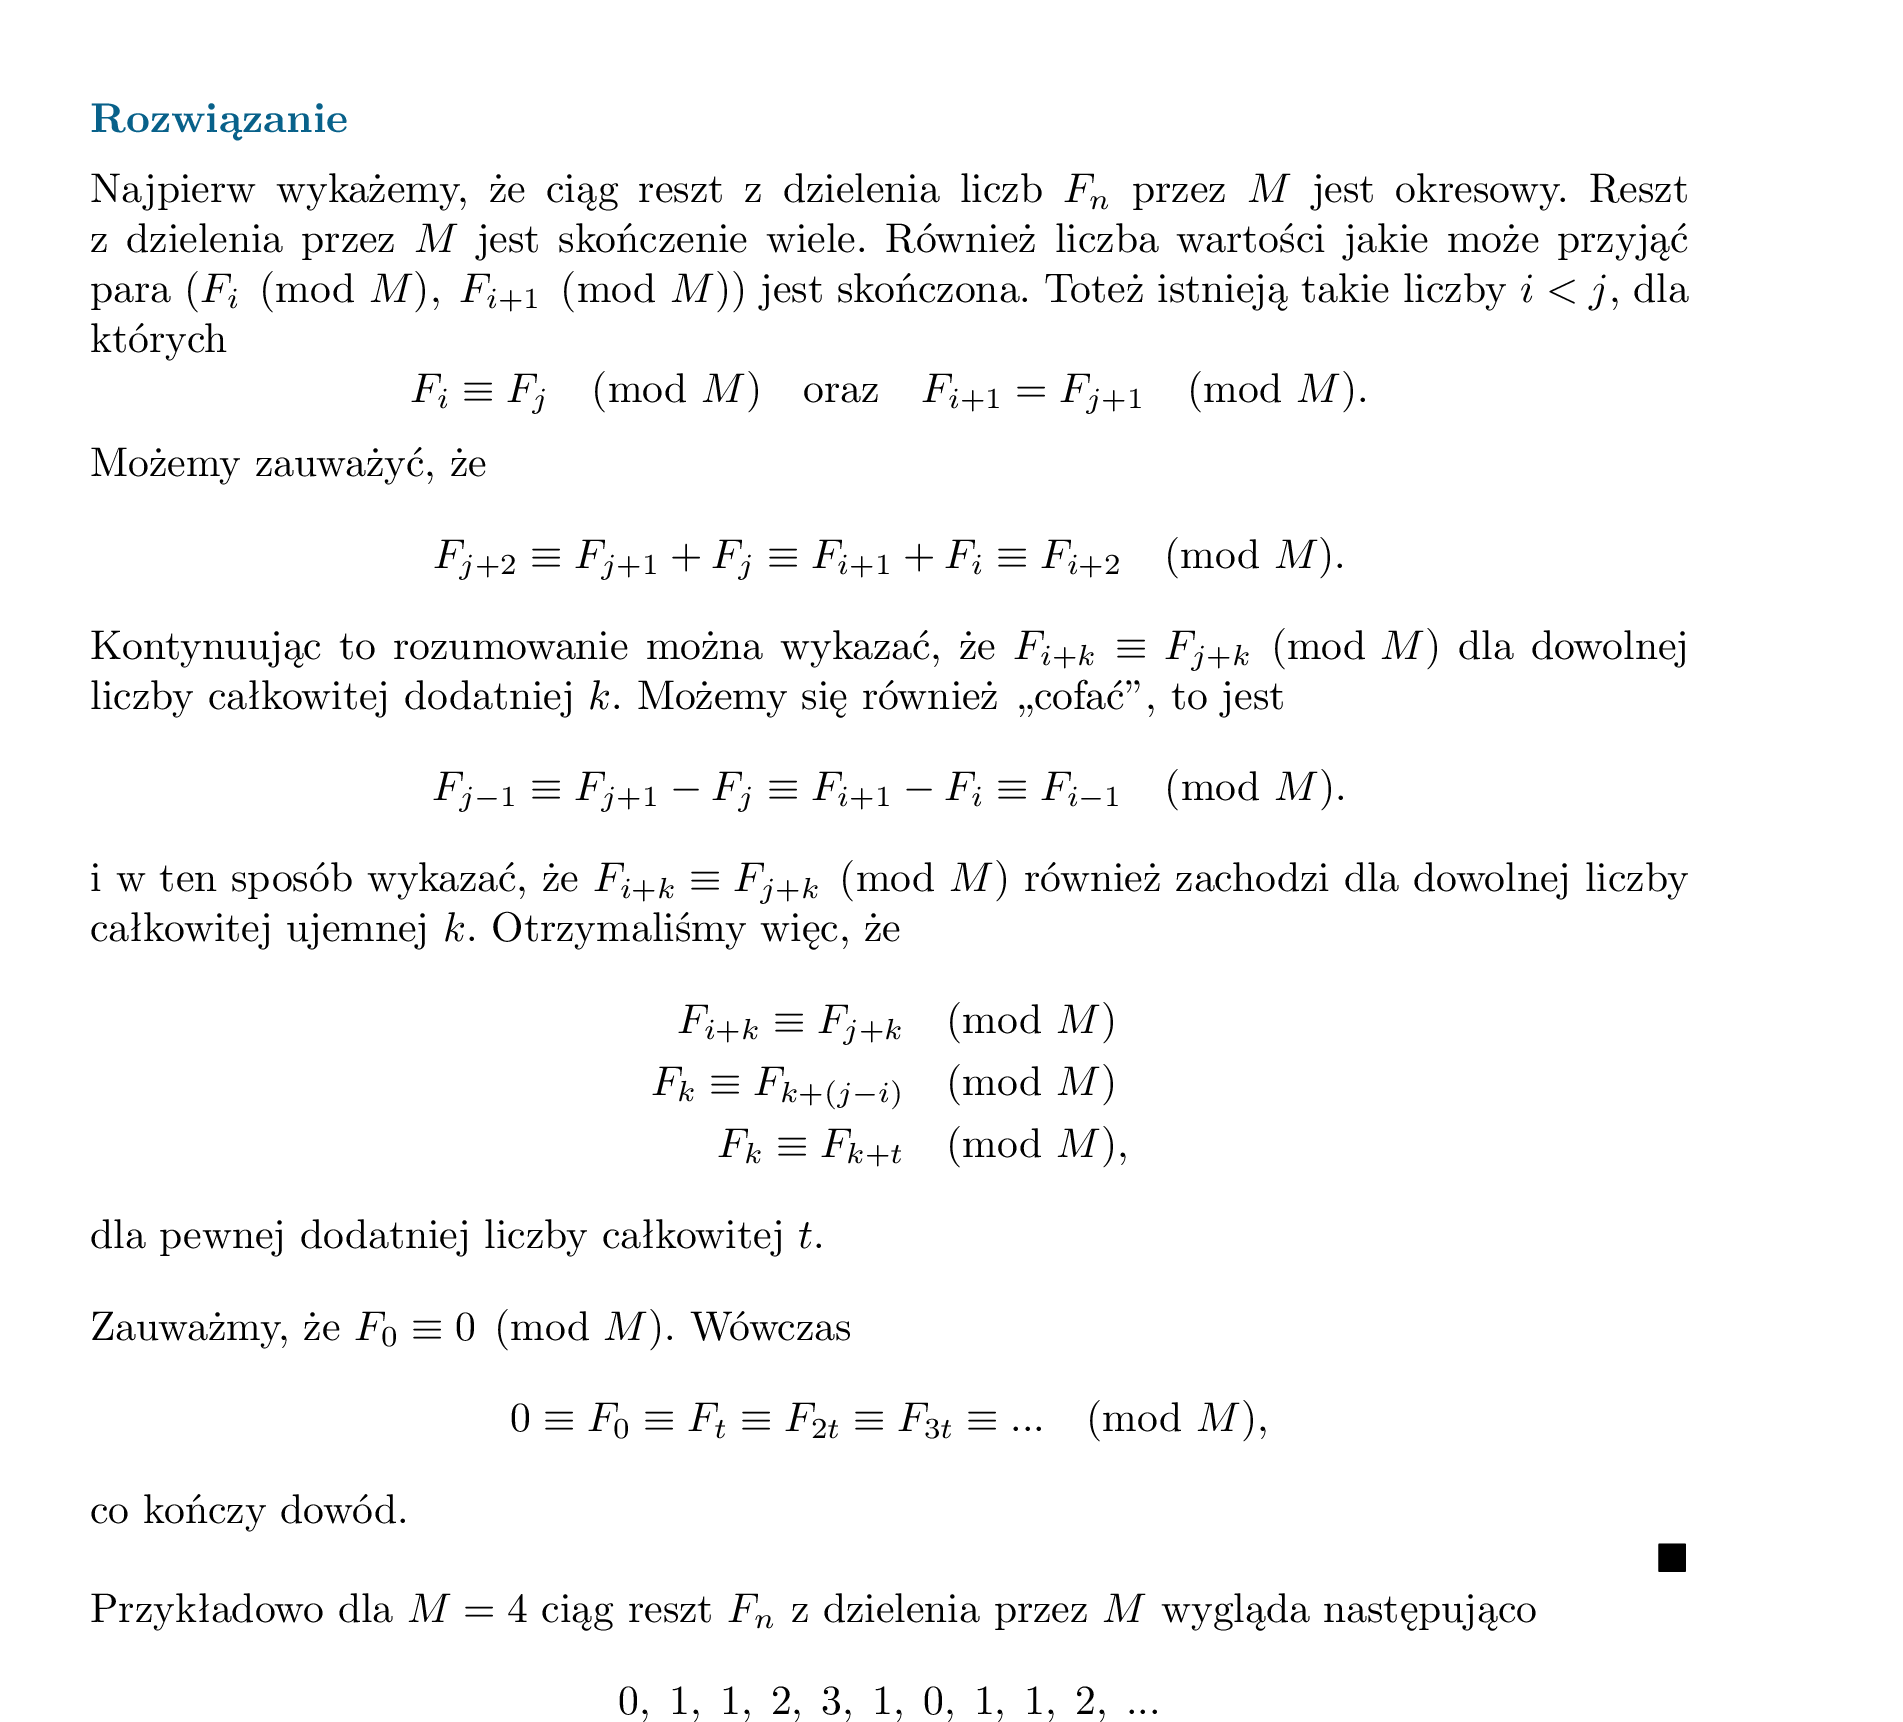 Rozwiązanie
Najpierw wykażemy, że ciąg reszt z dzielenia liczb $F_n$ przez $M$ jest okresowy. Reszt
z dzielenia przez $M$ jest skończenie wiele. Również liczba wartości jakie może przyjąć
para $(F_i \pmod{M}, F_{i+1} \pmod{M})$ jest skończona. Toteż istnieją takie liczby $i < j$, dla
których
$F_i \equiv F_j \pmod{M}$ oraz $F_{i+1} = F_{j+1} \pmod{M}.$
Możemy zauważyć, że
$F_{j+2} \equiv F_{j+1} + F_j \equiv F_{i+1} + F_i \equiv F_{i+2} \pmod{M}.$
Kontynuując to rozumowanie można wykazać, że $F_{i+k} \equiv F_{j+k} \pmod{M}$ dla dowolnej
liczby całkowitej dodatniej $k$. Możemy się również „cofać”, to jest
$F_{j-1} \equiv F_{j+1} - F_j \equiv F_{i+1} - F_i \equiv F_{i-1} \pmod{M}.$
i w ten sposób wykazać, że $F_{i+k} \equiv F_{j+k} \pmod{M}$ również zachodzi dla dowolnej liczby
całkowitej ujemnej $k$. Otrzymaliśmy więc, że
$F_{i+k} \equiv F_{j+k} \pmod{M}$
$F_k \equiv F_{k+(j-i)} \pmod{M}$
$F_k \equiv F_{k+t} \pmod{M},$
dla pewnej dodatniej liczby całkowitej $t$.
Zauważmy, że $F_0 \equiv 0 \pmod{M}$. Wówczas
$0 \equiv F_0 \equiv F_t \equiv F_{2t} \equiv F_{3t} \equiv ... \pmod{M},$
co kończy dowód.
■
Przykładowo dla $M = 4$ ciąg reszt $F_n$ z dzielenia przez $M$ wygląda następująco
0, 1, 1, 2, 3, 1, 0, 1, 1, 2, ...